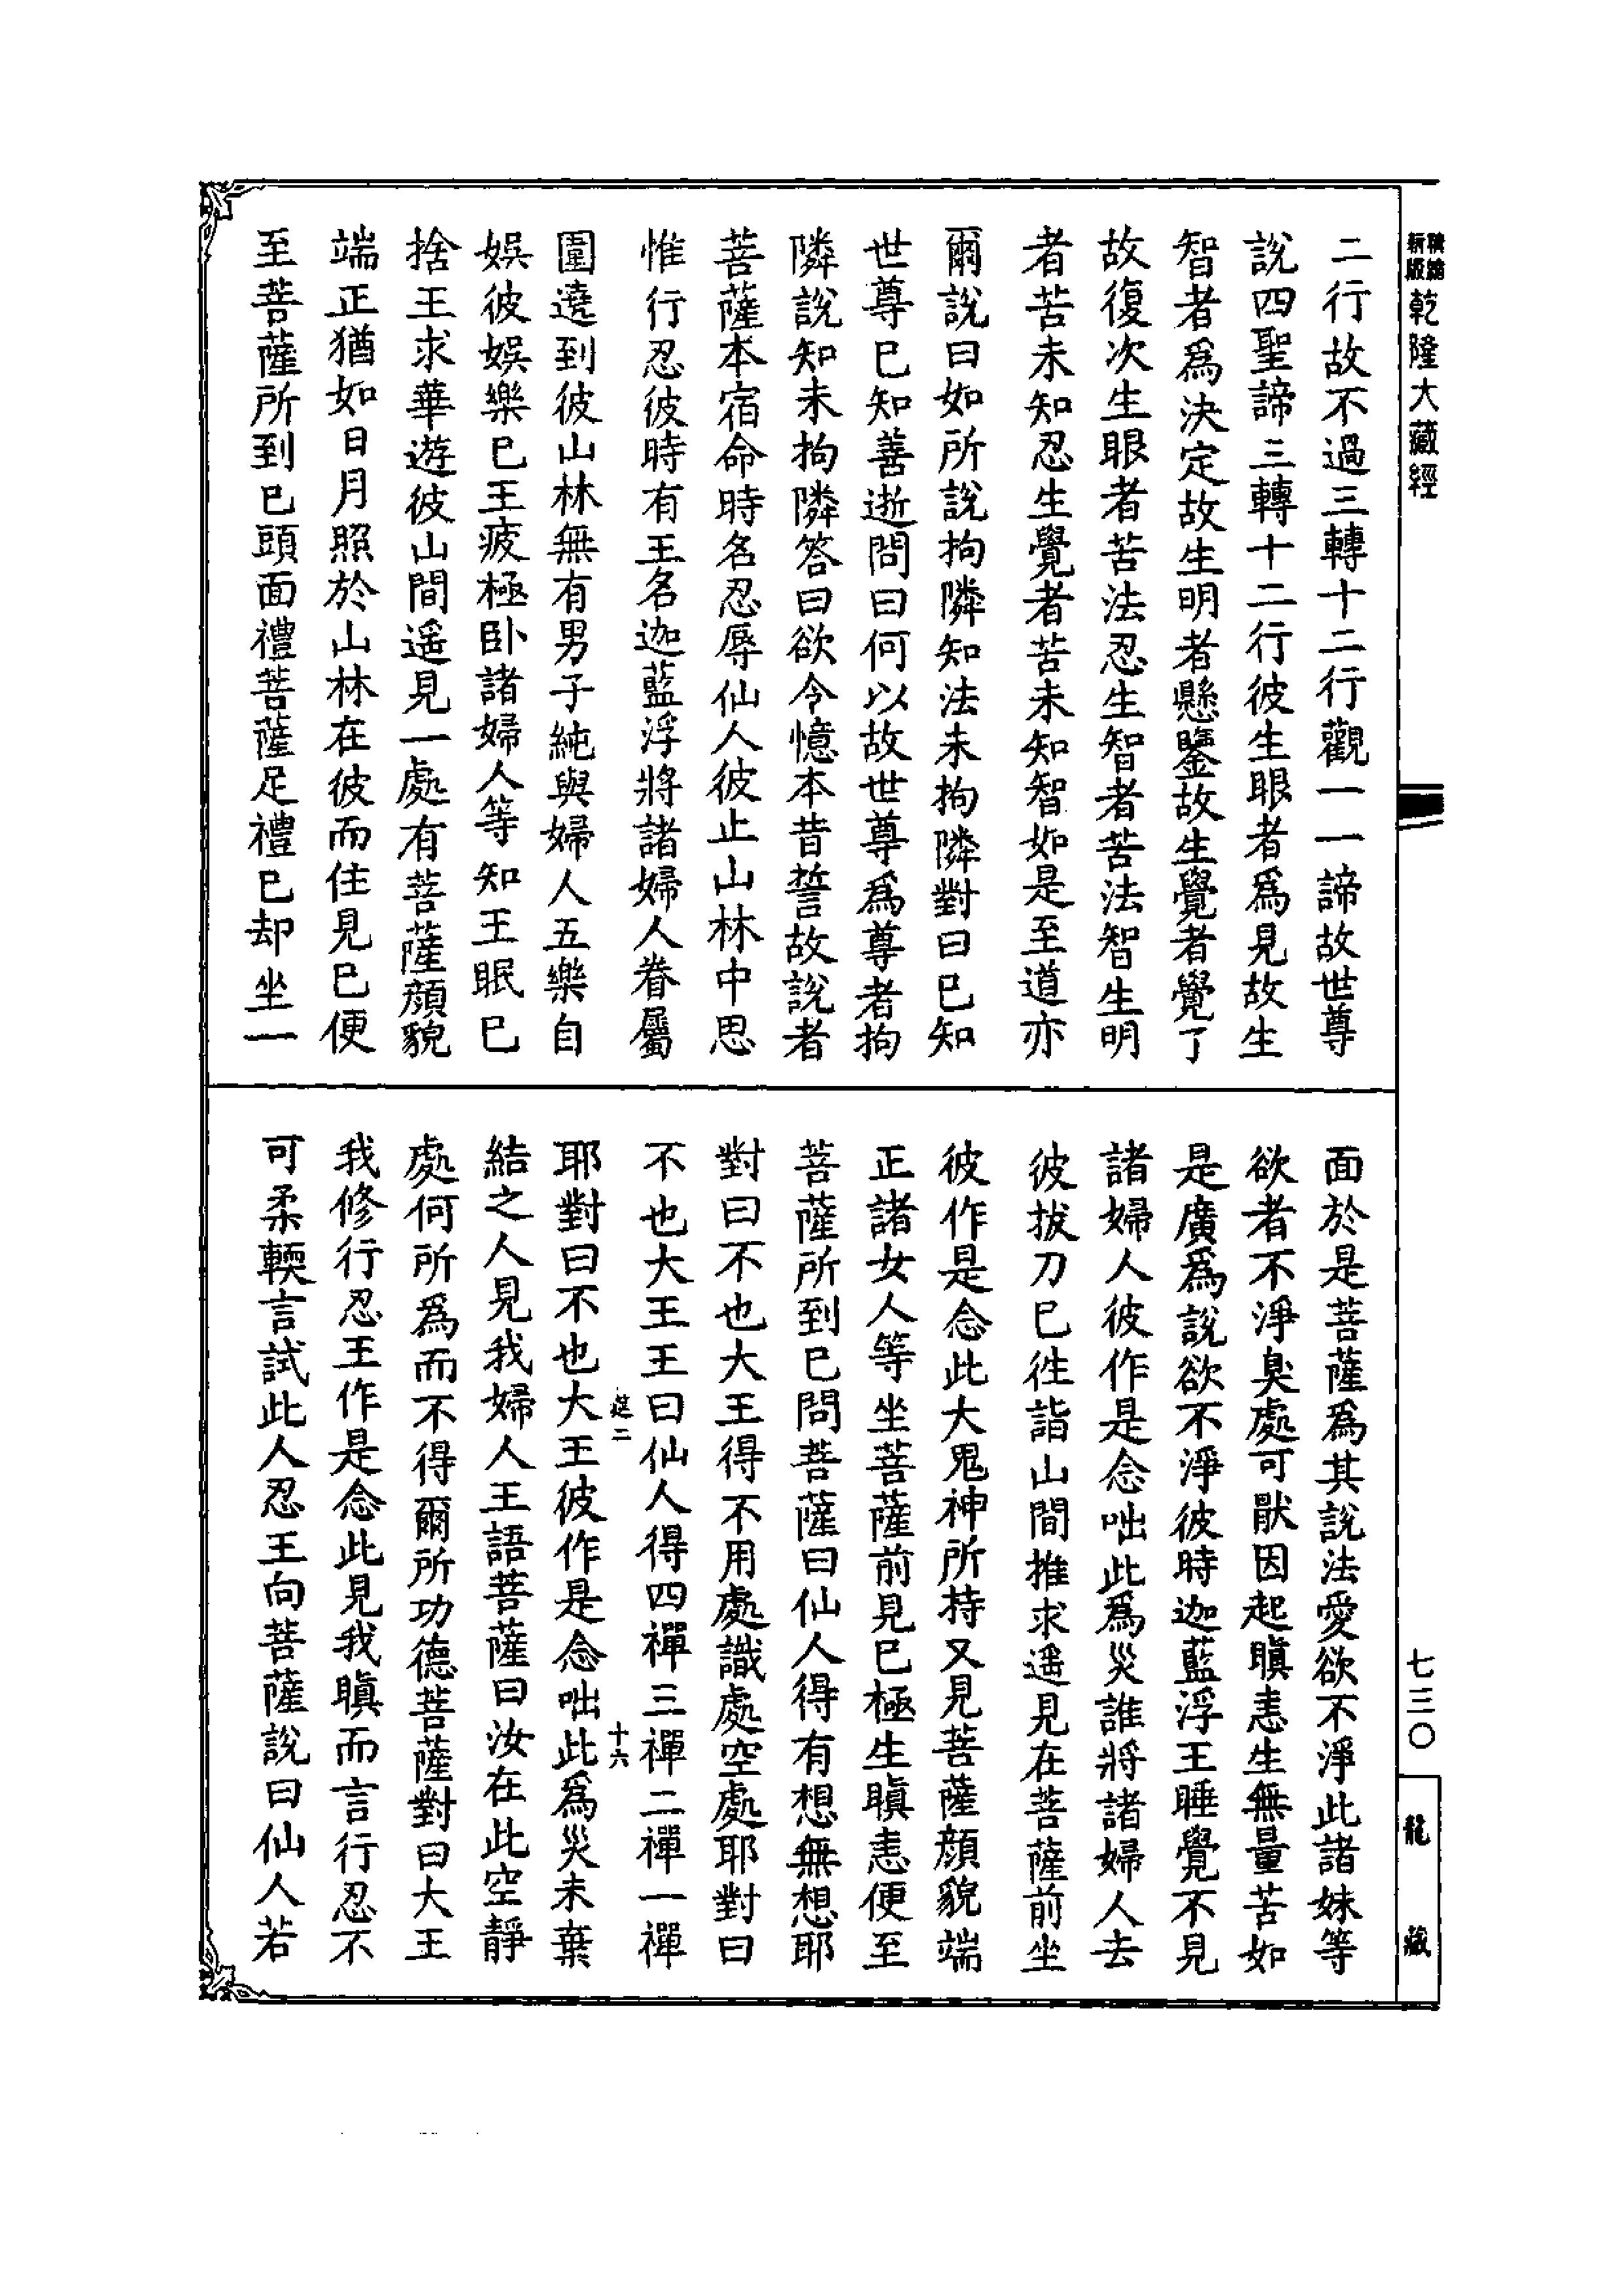 精繕
新版
乾隆大藏經
二行故不過三轉十二行觀一一諦故世尊
說四聖諦三轉十二行彼生眼者爲見故生
智者爲決定故生明者懸鑒故生覺者覺了
故復次生眼者苦法忍生智者苦法智生明
者苦未知忍生覺者苦未知智如是至道亦
爾說曰如所說拘隣知法未拘隣對曰已知
世尊已知善逝問曰何以故世尊爲尊者拘
隣說知未拘隣答曰欲令憶本昔誓故說者
菩薩本宿命時名忍辱仙人彼止山林中思
惟行忍彼時有王名迦藍浮將諸婦人眷屬
圍遶到彼山林無有男子純與婦人五樂自
娛彼娛樂已王疲極臥諸婦人等知王眠已
捨王求華遊彼山間遥見一處有菩薩顏貌
端正猶如日月照於山林在彼而住見已便
至菩薩所到已頭面禮菩薩足禮已却坐一
面於是菩薩爲其說法愛欲不淨此諸妹等
欲者不淨臭處可厭因起瞋恚生無量苦如
是廣爲說欲不淨彼時迦藍浮王睡覺不見
諸婦人彼作是念咄此爲災誰將諸婦人去
彼拔刀已徃詣山間推求遥見在菩薩前坐
彼作是念此大鬼神所持又見菩薩顏貌端
正諸女人等坐菩薩前見已極生瞋恚便至
菩薩所到已問菩薩曰仙人得有想無想耶
對曰不也大王得不用處識處空處耶對曰
不也大王王曰仙人得四禪三禪二禪一禪
耶對曰不也大王彼作是念咄此爲災未棄
結之人見我婦人王語菩薩曰汝在此空靜
處何所爲而不得爾所功德菩薩對曰大王
我修行忍王作是念此見我瞋而言行忍不
可柔輭言試此人忍王向菩薩說曰仙人若
二
十六
七三〇
龍藏